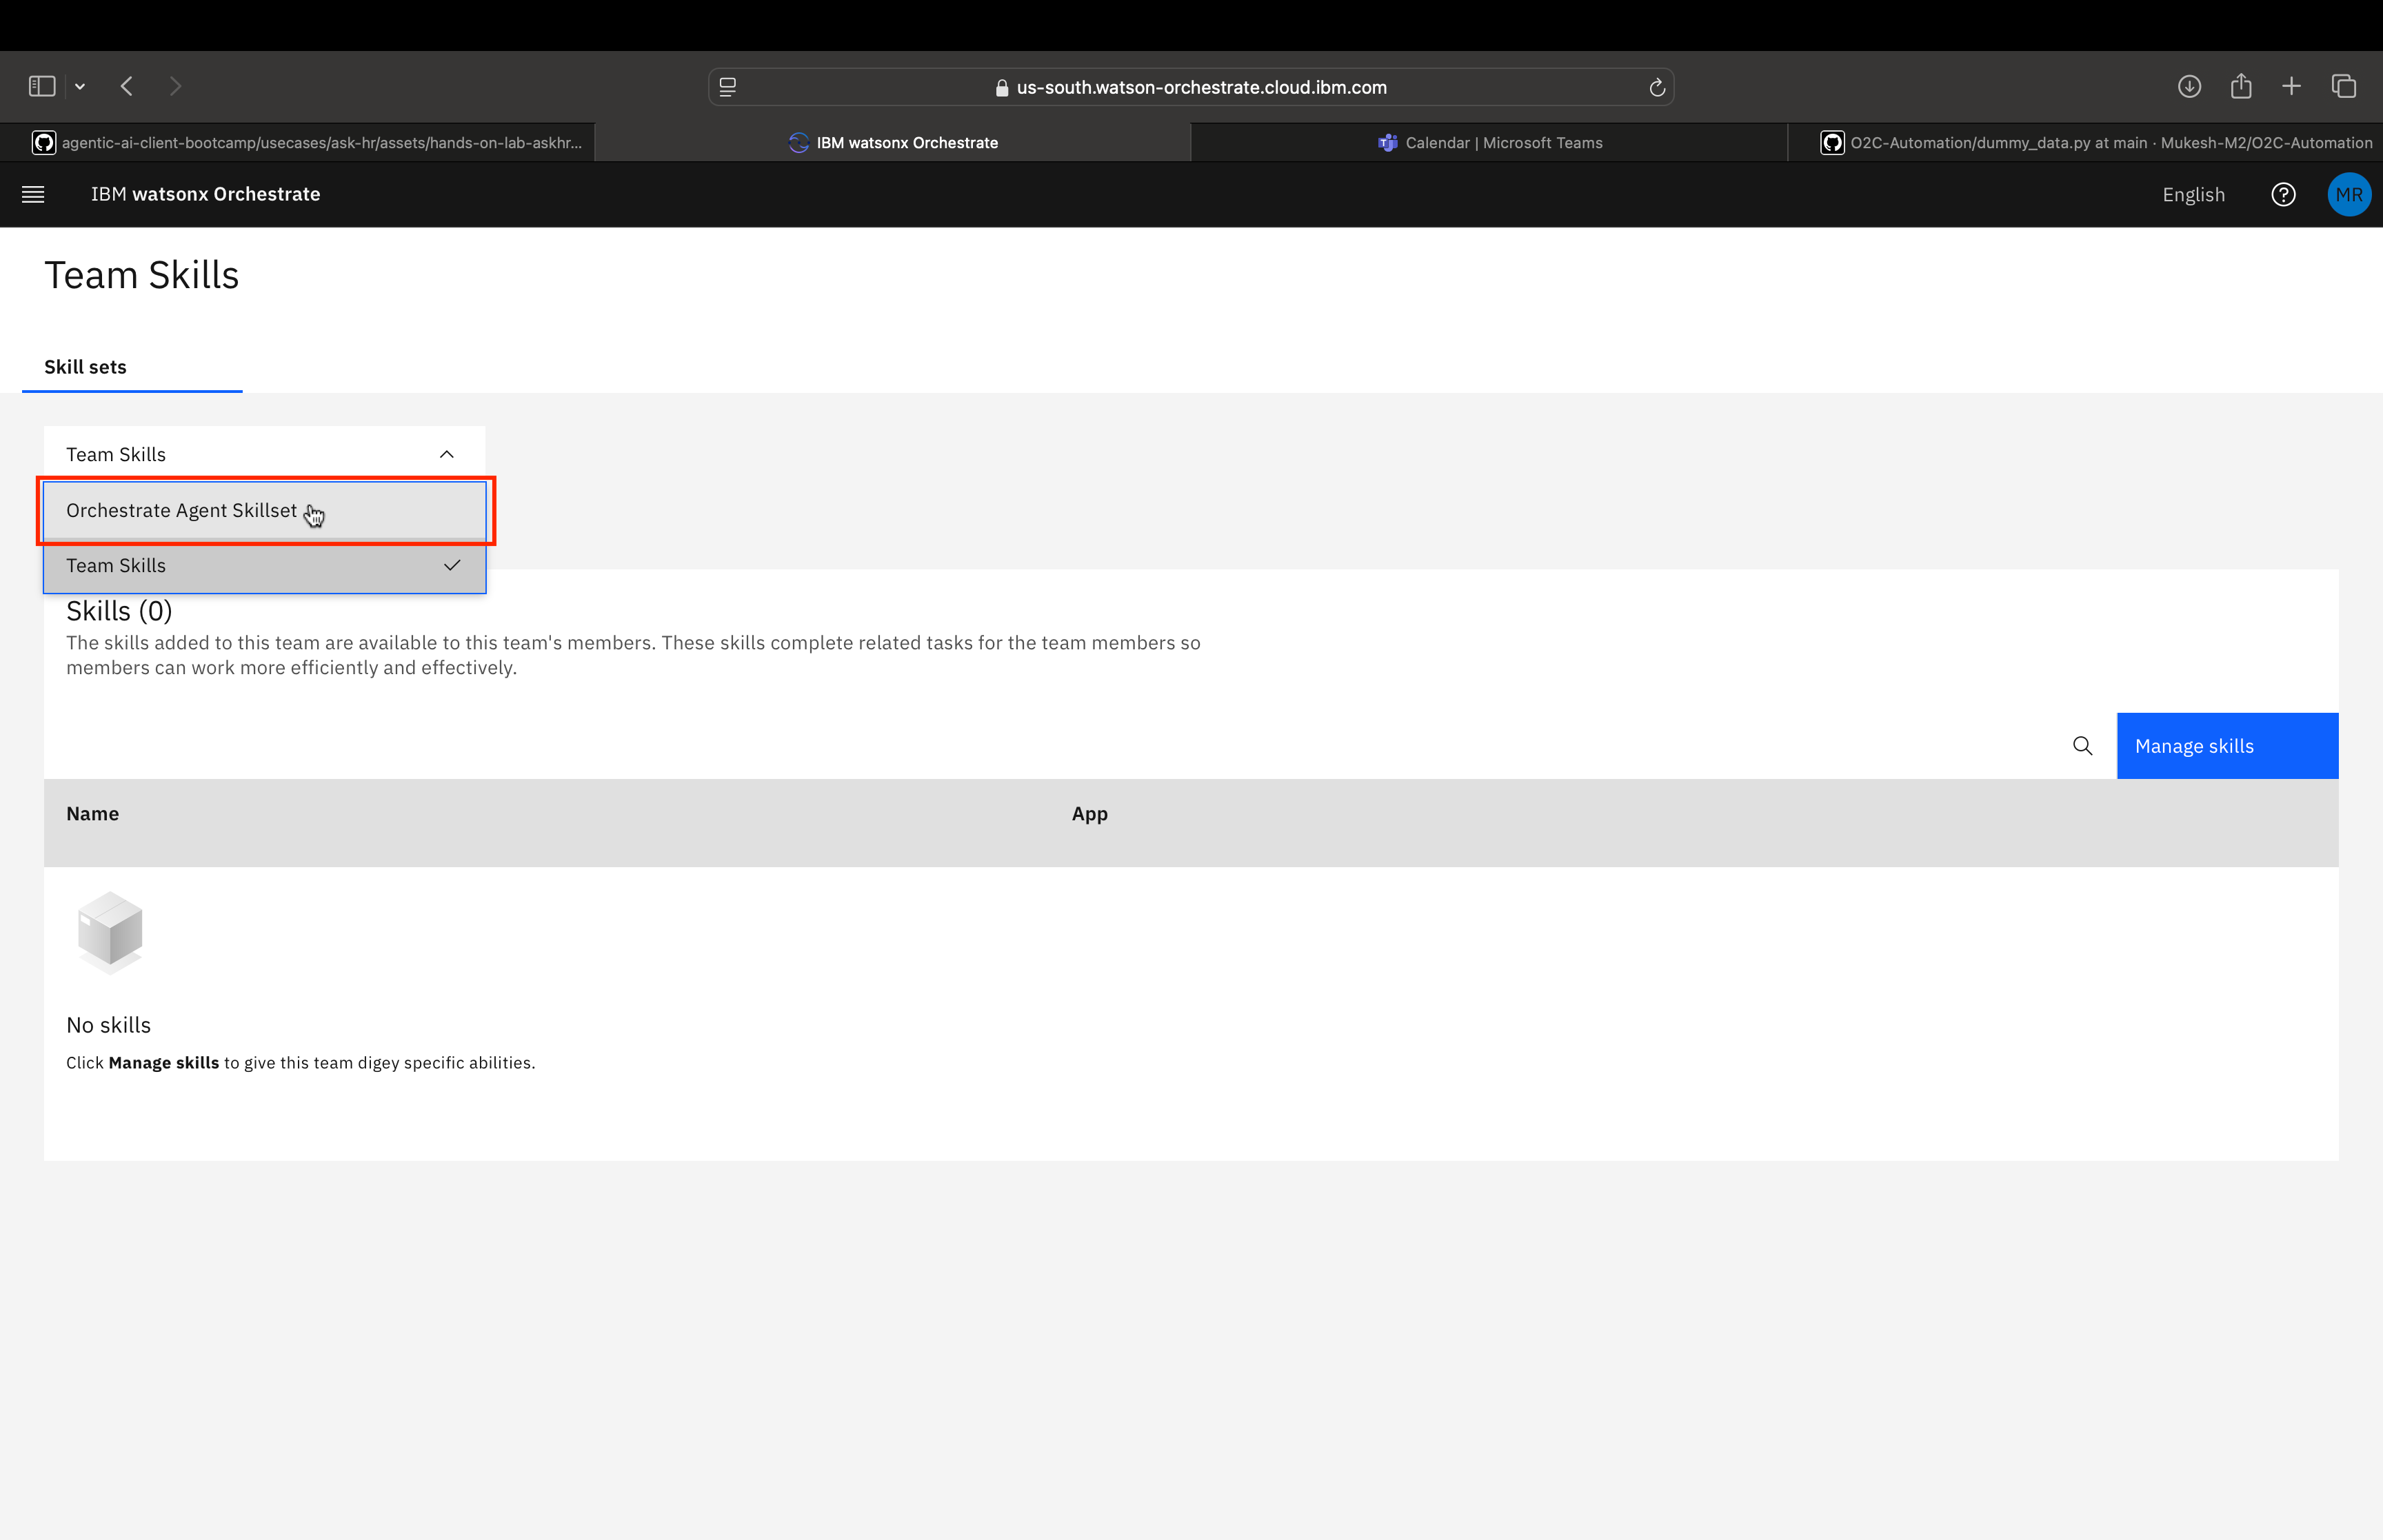 us-south.watson-orchestrate.cloud.ibm.com
agentic-ai-client-bootcamp/usecases/ask-hr/assets/hands-on-lab-askhr...
IBM watsonx Orchestrate
Calendar | Microsoft Teams
O2C-Automation/dummy_data.py at main · Mukesh-M2/O2C-Automation
IBM watsonx Orchestrate
English
MR
Team Skills
Skill sets
Team Skills
Orchestrate Agent Skillset
Team Skills
Skills (0)
The skills added to this team are available to this team's members. These skills complete related tasks for the team members so
members can work more efficiently and effectively.
Manage skills
Name
App
No skills
Click Manage skills to give this team digey specific abilities.